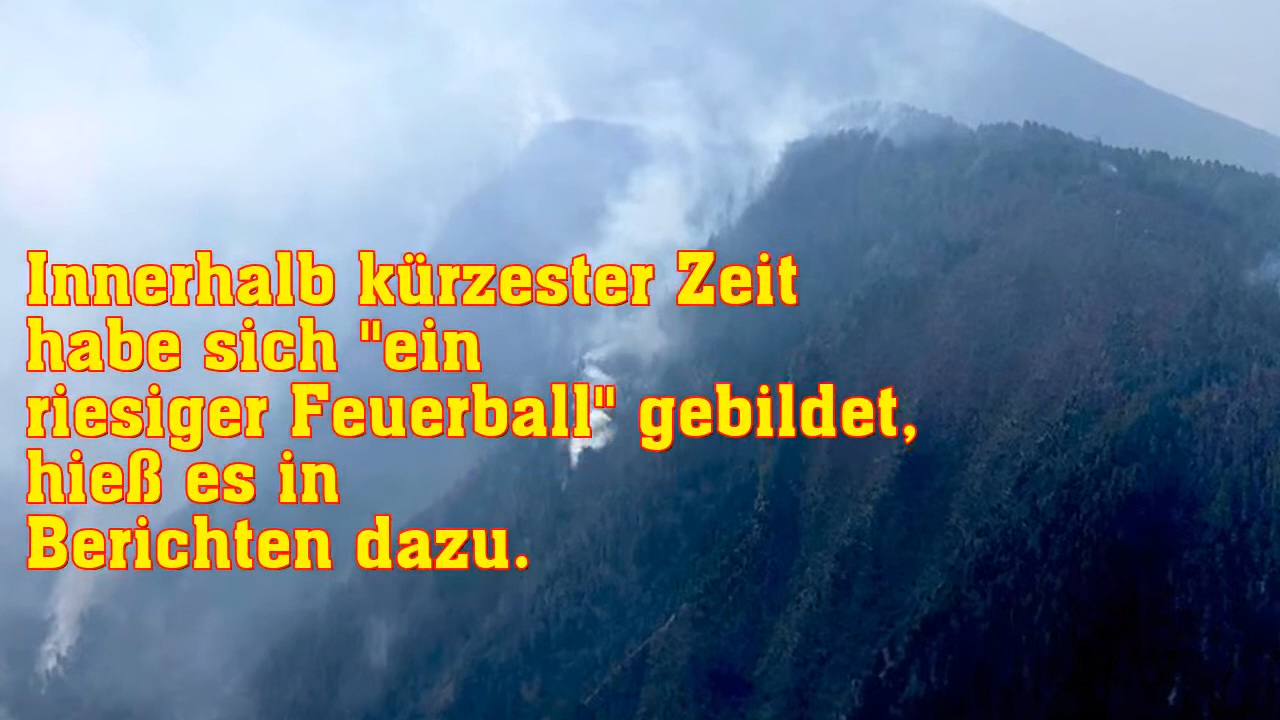 Innerhalb kürzester Zeit
habe sich "ein
riesiger Feuerball" gebildet,
hieß es in
Berichten dazu.